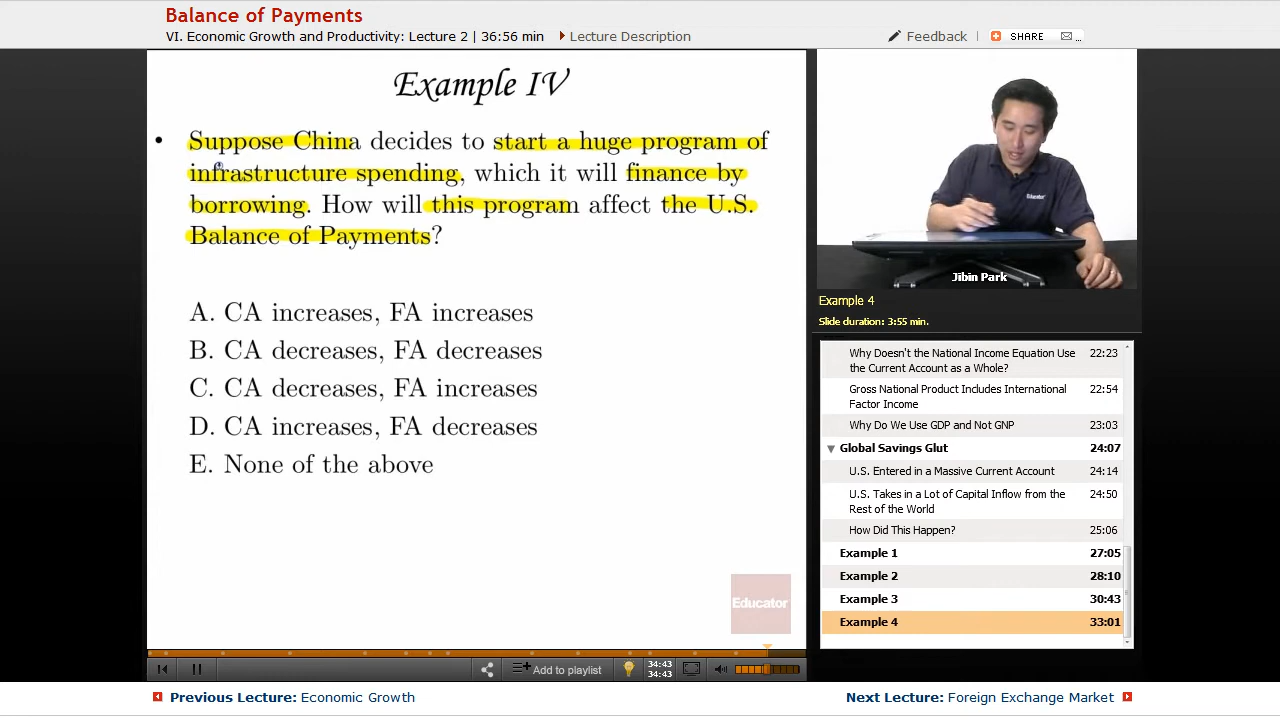 Balance of Payments
VI. Economic Growth and Productivity: Lecture 2 | 36:56 min
Lecture Description
Feedback
SHARE
Example IV
• Suppose China decides to start a huge program of
infrastructure spending, which it will finance by
borrowing. How will this program affect the U.S.
Balance of Payments?
A. CA increases, FA increases
B. CA decreases, FA decreases
C. CA decreases, FA increases
D. CA increases, FA decreases
E. None of the above
Educator
Educator
Jibin Park
Example 4
Slide duration: 3:55 min.
Why Doesn't the National Income Equation Use
the Current Account as a Whole? 22:23
Gross National Product Includes International
Factor Income 22:54
Why Do We Use GDP and Not GNP 23:03
Global Savings Glut 24:07
U.S. Entered in a Massive Current Account 24:14
U.S. Takes in a Lot of Capital Inflow from the
Rest of the World 24:50
How Did This Happen? 25:06
Example 1 27:05
Example 2 28:10
Example 3 30:43
Example 4 33:01
Add to playlist
34:43
34:43
Previous Lecture: Economic Growth
Next Lecture: Foreign Exchange Market